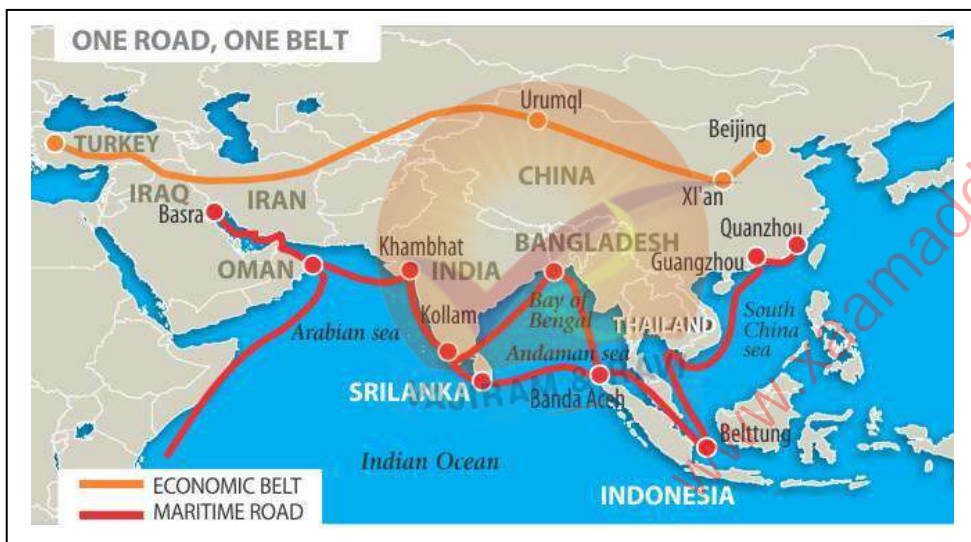 ONE ROAD, ONE BELT
Urumql
Beijing
TURKEY
CHINA
IRAQ
IRAN
XI'an
Basra
Quanzhou
Khambhat
BANGLADESH
Guangzhou
OMAN
INDIA
Kollam
Bay of
Bengal
South
China
sea
THAILAND
Arabian sea
Andaman sea
SRILANKA
Banda Aceh
Belttung
Indian Ocean
ECONOMIC BELT
MARITIME ROAD
INDONESIA